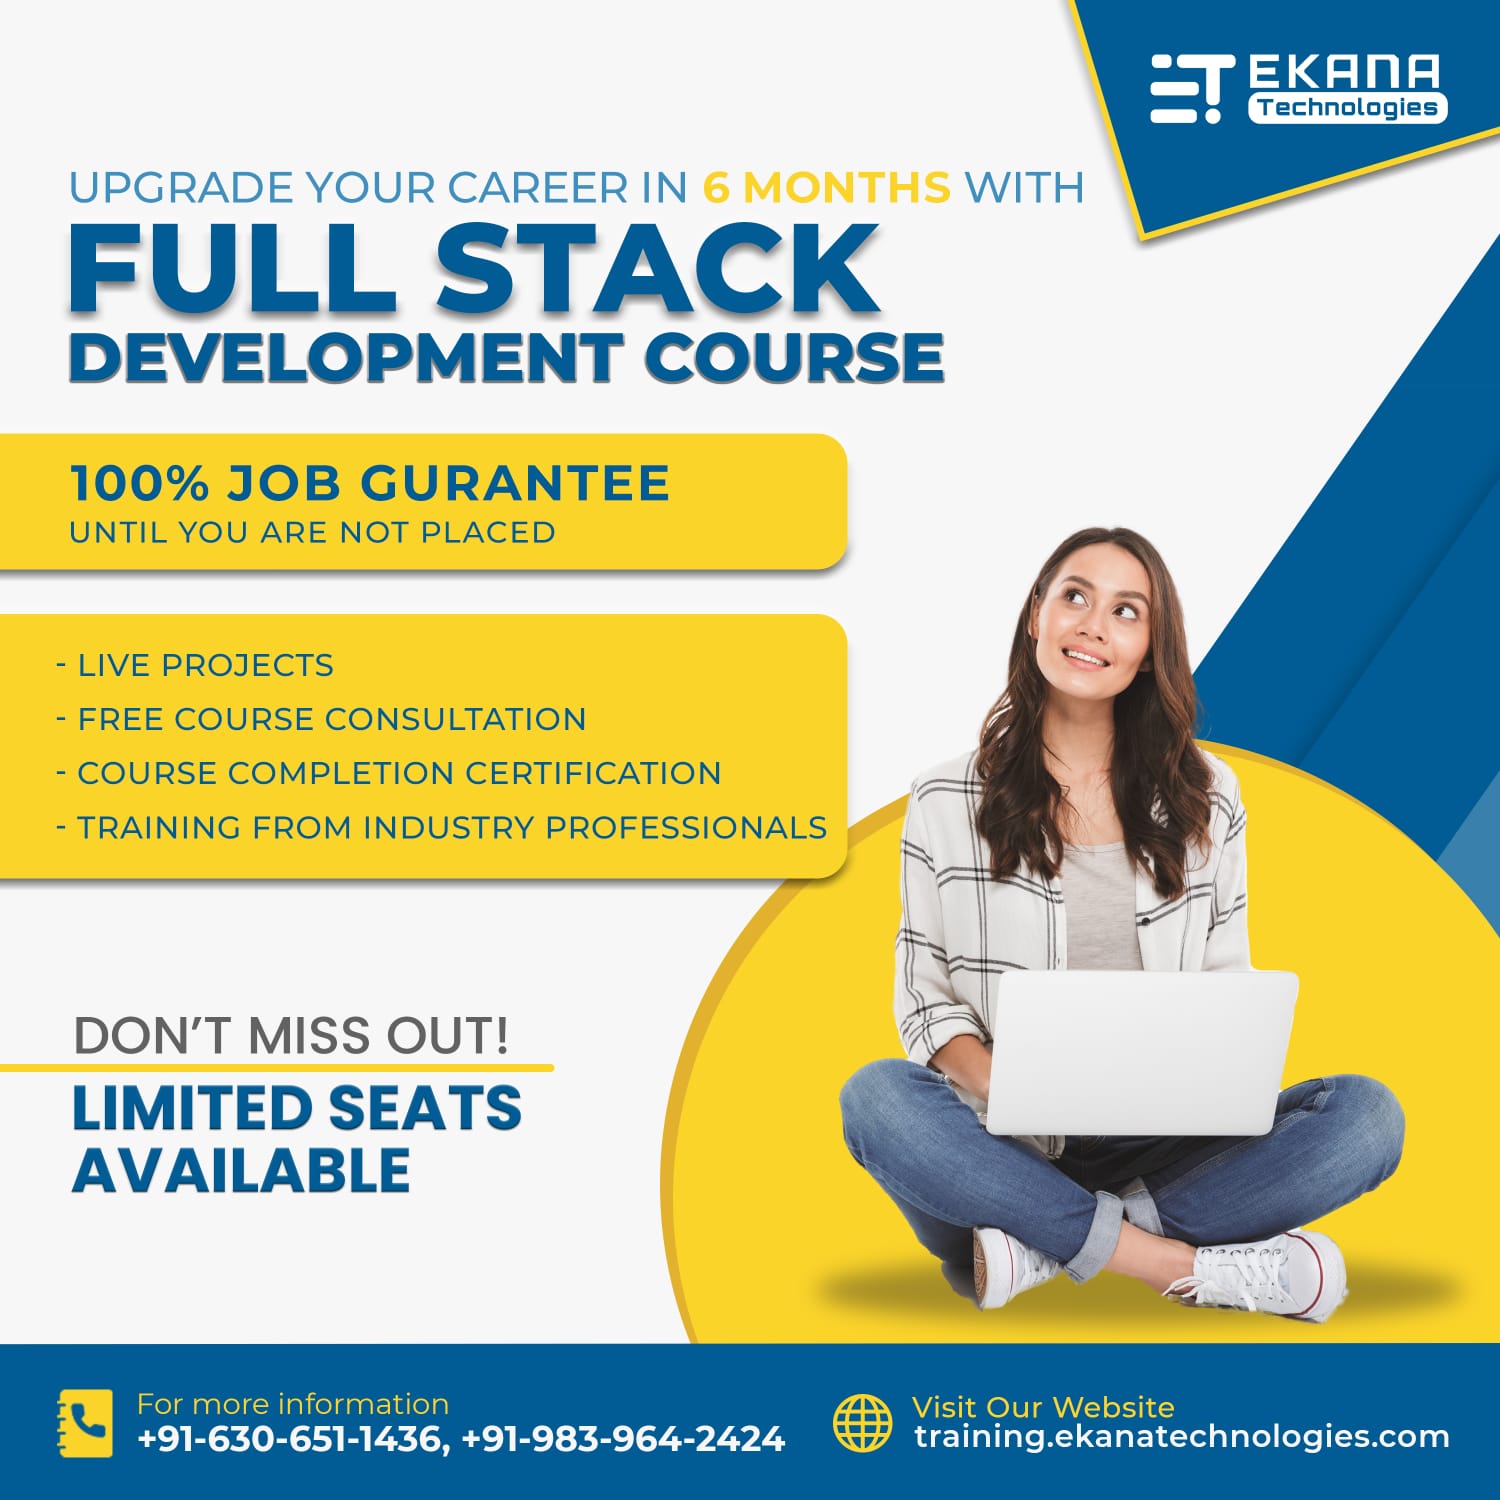 EKANA
Technologies
UPGRADE YOUR CAREER IN 6 MONTHS WITH
FULL STACK
DEVELOPMENT COURSE
100% JOB GURANTEE
UNTIL YOU ARE NOT PLACED
- LIVE PROJECTS
- FREE COURSE CONSULTATION
- COURSE COMPLETION CERTIFICATION
- TRAINING FROM INDUSTRY PROFESSIONALS
DON'T MISS OUT!
LIMITED SEATS
AVAILABLE
For more information
+91-630-651-1436, +91-983-964-2424
Visit Our Website
training.ekanatechnologies.com